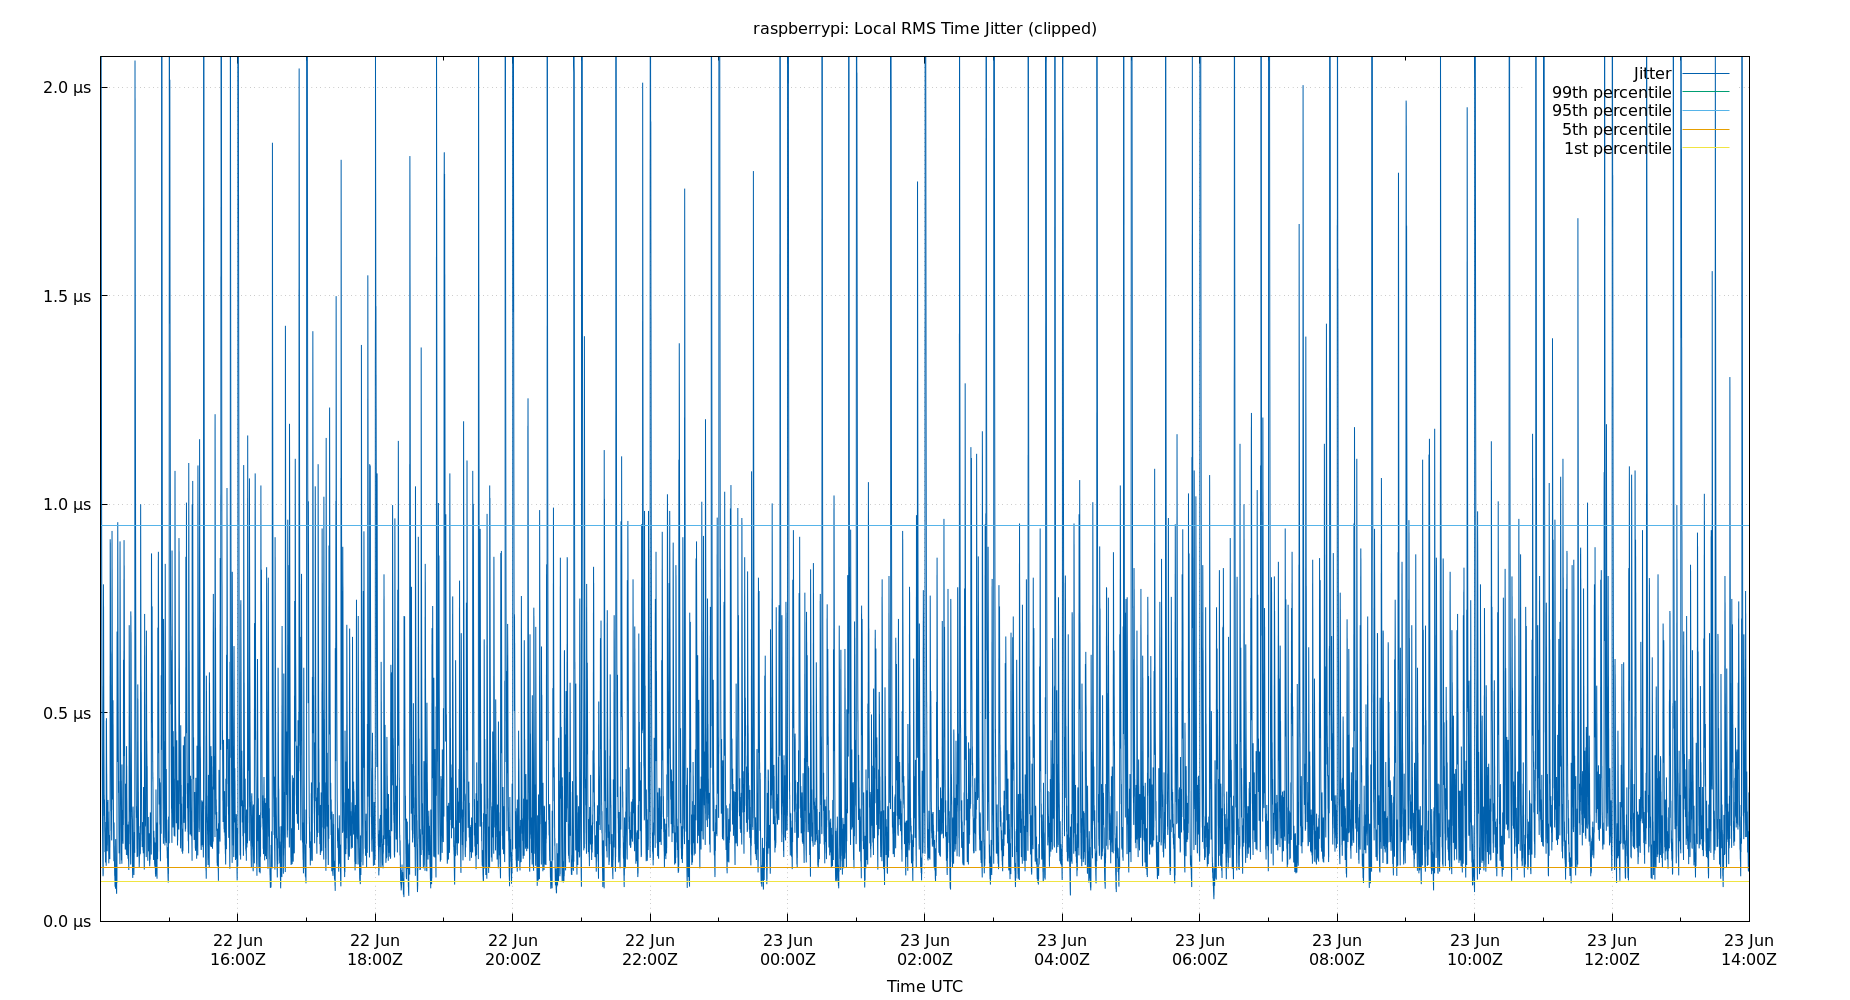 raspberrypi: Local RMS Time Jitter (clipped)
2.0 µs
1.5 µs
1.0 µs
0.5 µs
0.0 µs
Jitter
99th percentile
95th percentile
5th percentile
1st percentile
22 Jun 22 Jun 22 Jun 22 Jun 23 Jun 23 Jun 23 Jun 23 Jun 23 Jun 23 Jun 23 Jun 23 Jun
16:00Z 18:00Z 20:00Z 22:00Z 00:00Z 02:00Z 04:00Z 06:00Z 08:00Z 10:00Z 12:00Z 14:00Z
Time UTC